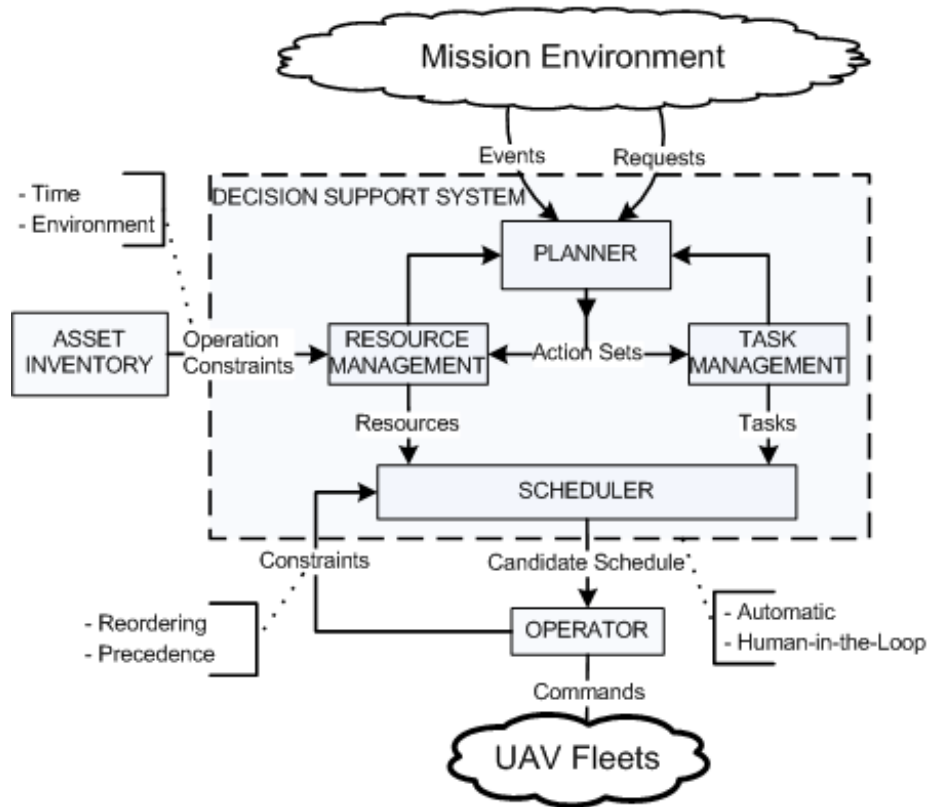 Mission Environment
Events
Requests
- Time
- Environment
DECISION SUPPORT SYSTEM
PLANNER
ASSET
INVENTORY
Operation
Constraints
RESOURCE
MANAGEMENT
Action Sets
TASK
MANAGEMENT
Resources
Tasks
SCHEDULER
Constraints
Candidate Schedule
- Reordering
- Precedence
OPERATOR
- Automatic
- Human-in-the-Loop
Commands
UAV Fleets